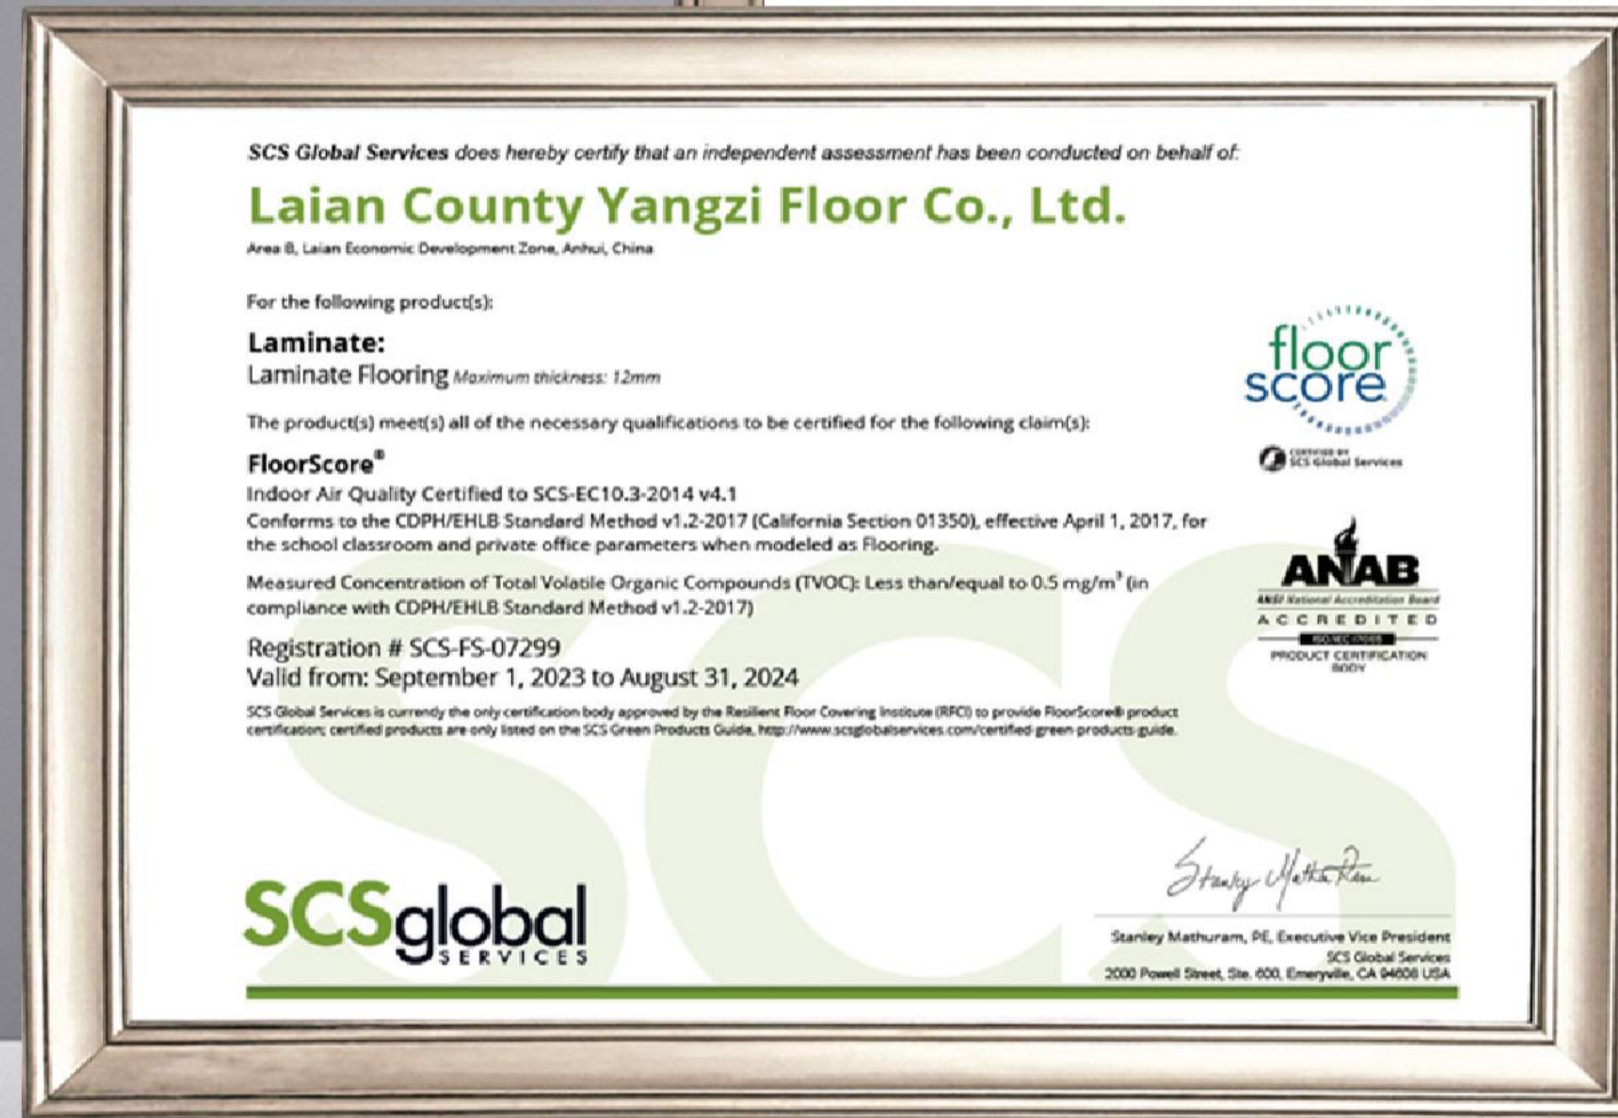 SCS Global Services does hereby certify that an independent assessment has been conducted on behalf of:
Laian County Yangzi Floor Co., Ltd.
Area B, Laian Economic Development Zone, Anhui, China
For the following product(s):
Laminate:
Laminate Flooring Maximum thickness: 12mm
The product(s) meet(s) all of the necessary qualifications to be certified for the following claim(s):
FloorScore®
Indoor Air Quality Certified to SCS-EC10.3-2014 v4.1
Conforms to the CDPH/EHLB Standard Method v1.2-2017 (California Section 01350), effective April 1, 2017, for
the school classroom and private office parameters when modeled as Flooring.
Measured Concentration of Total Volatile Organic Compounds (TVOC): Less than/equal to 0.5 mg/m³ (in
compliance with CDPH/EHLB Standard Method v1.2-2017)
Registration # SCS-FS-07299
Valid from: September 1, 2023 to August 31, 2024
SCS Global Services is currently the only certification body approved by the Resilient Floor Covering Institute (RFCI) to provide FloorScore® product
certification; certified products are only listed on the SCS Green Products Guide, http://www.scsglobalservices.com/certified-green-products-guide.
floor
score
CERTIFIED BY
SCS Global Services
ANAB
ANSI National Accreditation Board
ACCREDITED
ISO/IEC 17065
PRODUCT CERTIFICATION
BODY
SCS
SCSglobal
SERVICES
Stanley Mathuram, PE, Executive Vice President
SCS Global Services
2000 Powell Street, Ste. 600, Emeryville, CA 94608 USA